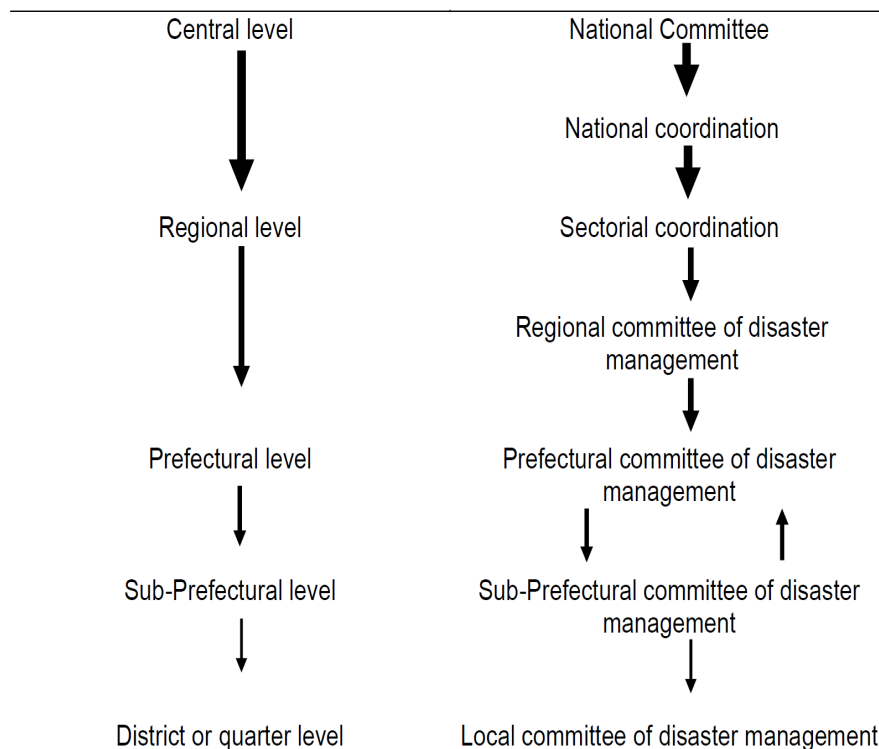 Central level
National Committee
National coordination
Regional level
Sectorial coordination
Regional committee of disaster
management
Prefectural level
Prefectural committee of disaster
management
Sub-Prefectural level
Sub-Prefectural committee of disaster
management
District or quarter level
Local committee of disaster management